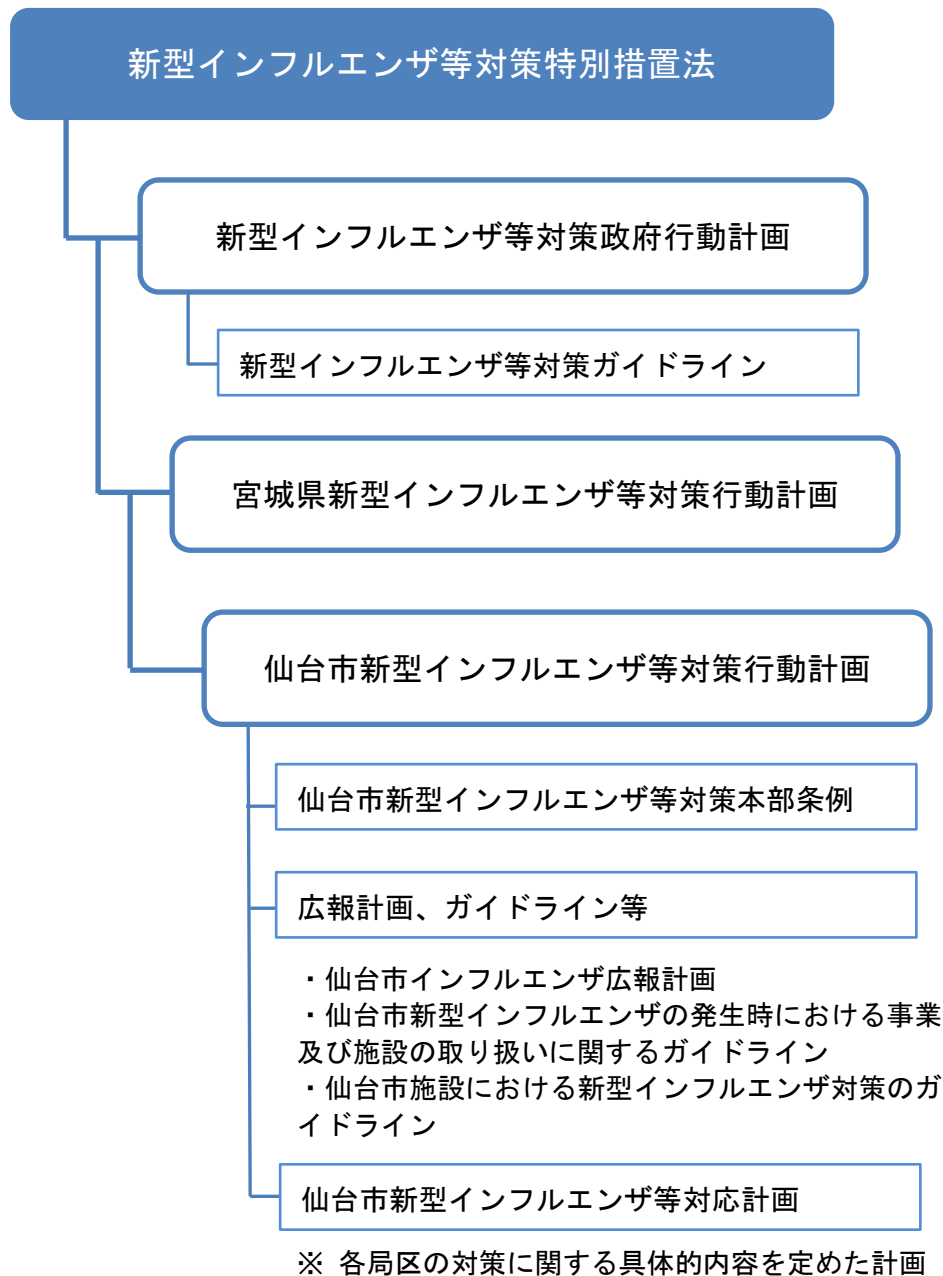 新型インフルエンザ等対策特別措置法
新型インフルエンザ等対策政府行動計画
新型インフルエンザ等対策ガイドライン
宮城県新型インフルエンザ等対策行動計画
仙台市新型インフルエンザ等対策行動計画
仙台市新型インフルエンザ等対策本部条例
広報計画、ガイドライン等
・仙台市インフルエンザ広報計画
・仙台市新型インフルエンザの発生時における事業
及び施設の取り扱いに関するガイドライン
・仙台市施設における新型インフルエンザ対策のガ
イドライン
仙台市新型インフルエンザ等対応計画
※ 各局区の対策に関する具体的内容を定めた計画